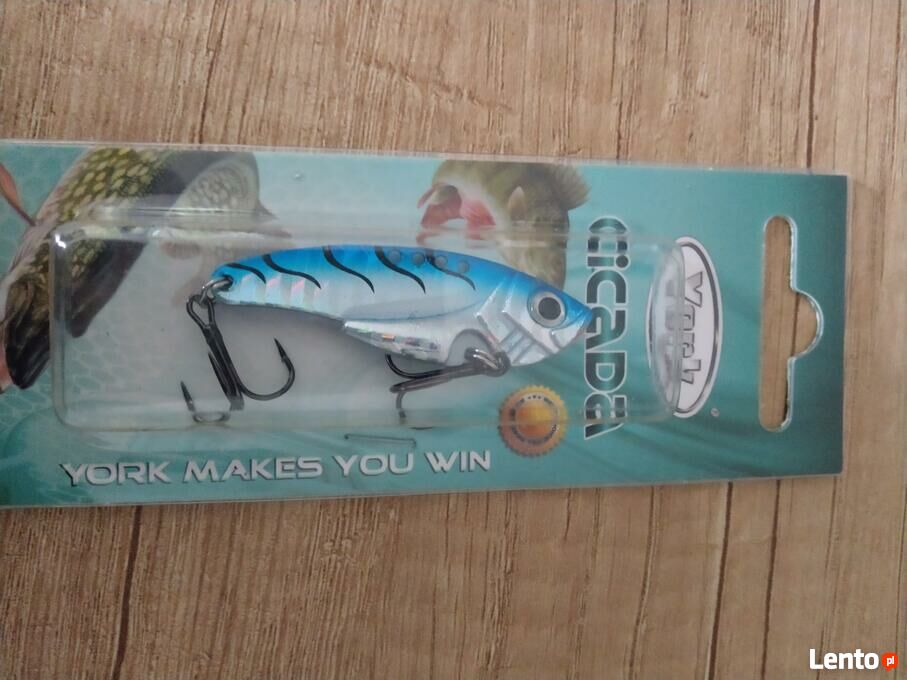 York
CICADA
YORK MAKES YOU WIN
Lento pl